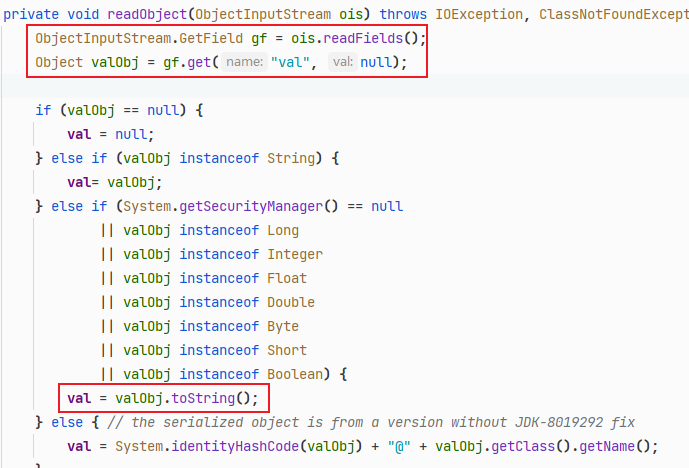 private void readObject(ObjectInputStream ois) throws IOException, ClassNotFoundExcept
ObjectInputStream.GetField gf = ois.readFields();
Object valObj = gf.get( name: "val", val: null);
if (valObj == null) {
val = null;
} else if (valObj instanceof String) {
val= valObj;
} else if (System.getSecurityManager() == null
|| valObj instanceof Long
|| valObj instanceof Integer
|| valObj instanceof Float
|| valObj instanceof Double
|| valObj instanceof Byte
|| valObj instanceof Short
|| valObj instanceof Boolean) {
val = valObj.toString();
} else { // the serialized object is from a version without JDK-8019292 fix
val = System.identityHashCode(valObj) + "@" + valObj.getClass().getName();